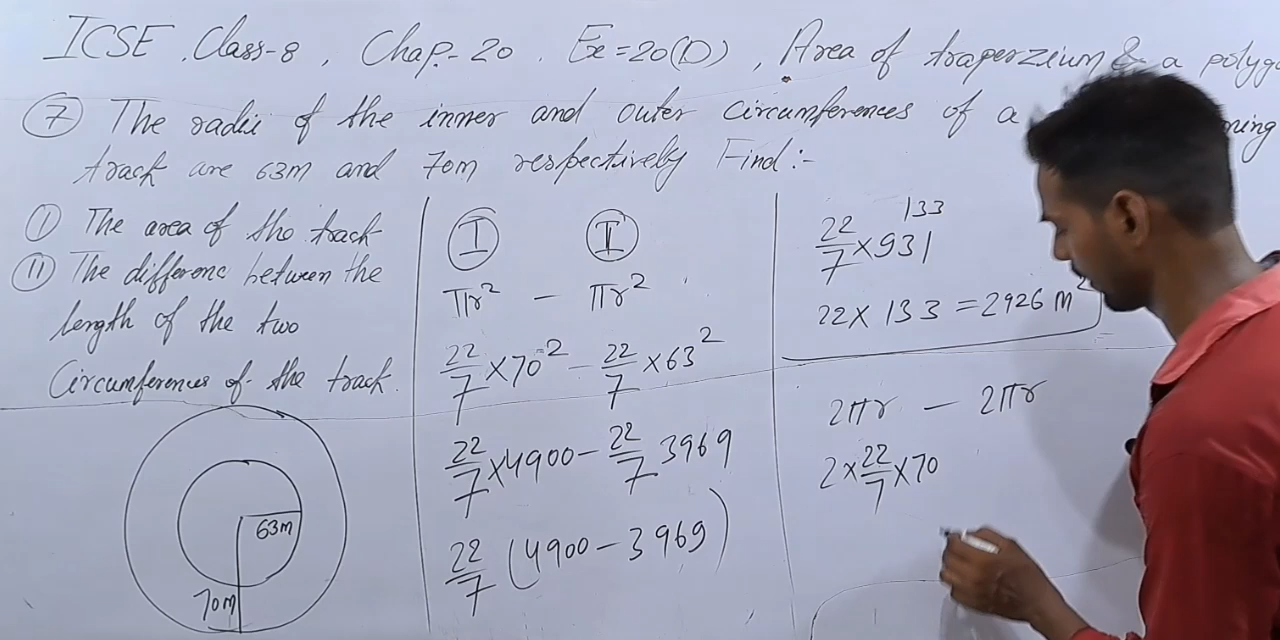 ICSE, Class-8, Chap.-20, Ex=20(D), Area of traperzium & a polyg
⑦ The radii of the inner and outer circumferences of a ning
track are 63m and 70m respectively Find:-
Ⓘ The area of the track
ⓘⓘ The differenc between the
length of the two
Circumferences of the track.
63m
70m
Ⓘ Ⓘ
πr² — πr²
22/7 × 70² — 22/7 × 63²
22/7 × 4900 — 22/7 3969
22/7 (4900 — 3969)
133
22/7 × 931
22 × 133 = 2926 m²
2πr — 2πr
2 × 22/7 × 70